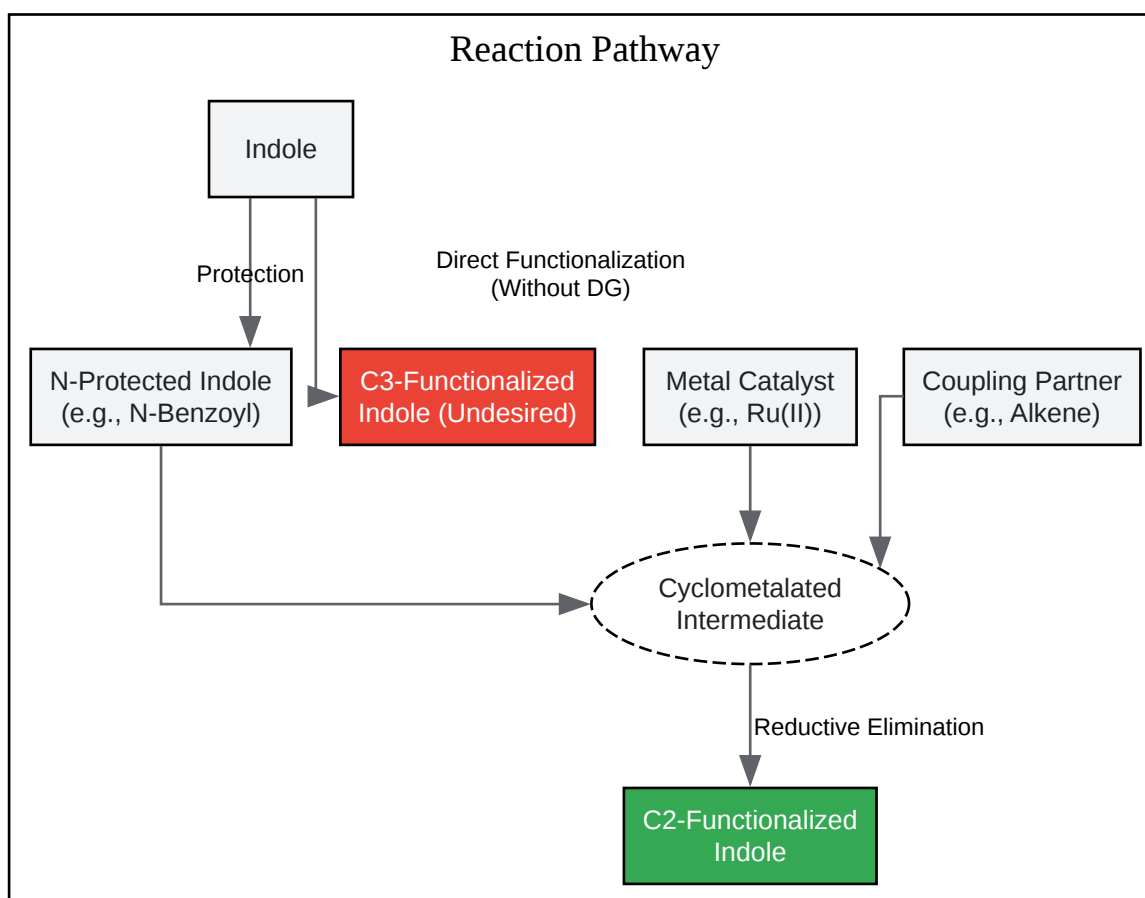 Reaction Pathway
Indole
Protection
Direct Functionalization
(Without DG)
N-Protected Indole
(e.g., N-Benzoyl)
C3-Functionalized
Indole (Undesired)
Metal Catalyst
(e.g., Ru(II))
Coupling Partner
(e.g., Alkene)
Cyclometalated
Intermediate
Reductive Elimination
C2-Functionalized
Indole